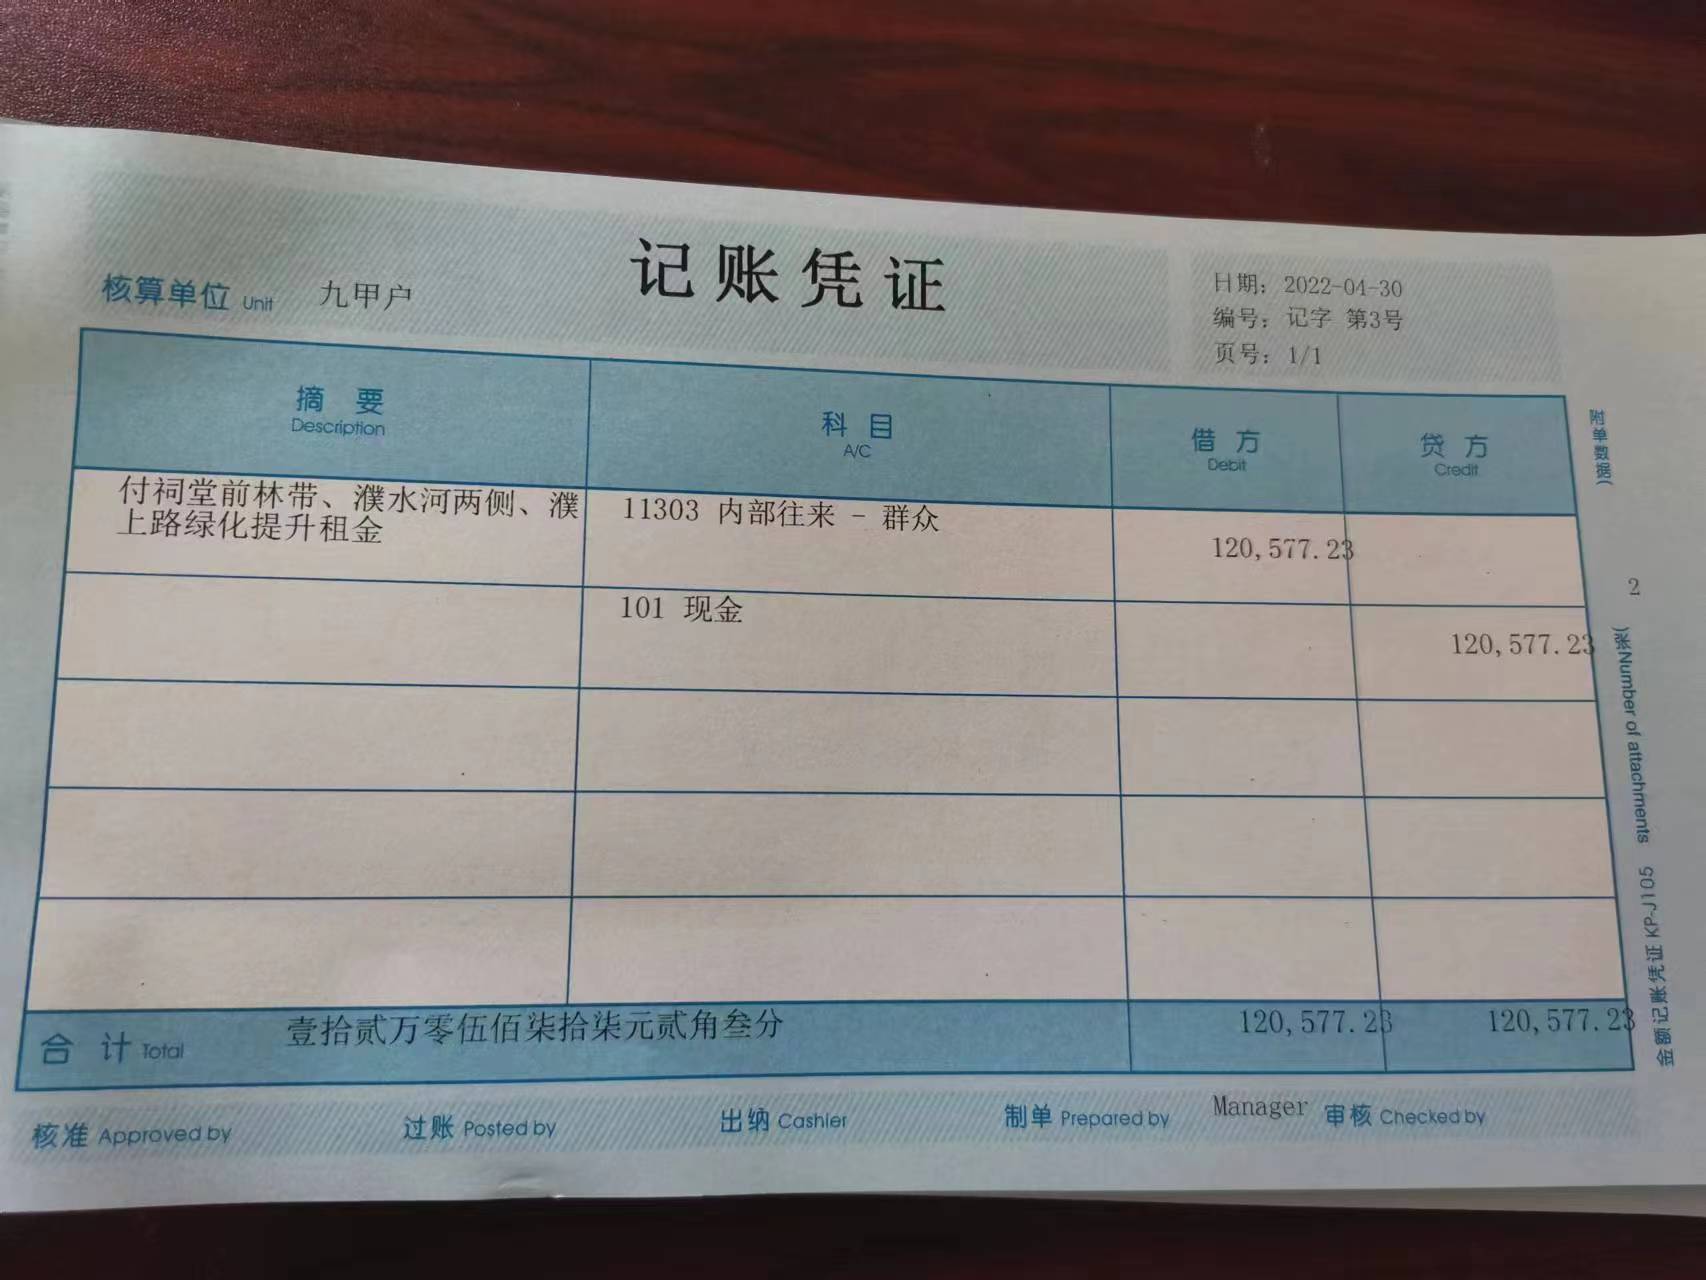 记账凭证
核算单位 Unit 九甲户
日期：2022-04-30
编号：记字 第3号
页号：1/1
摘 要 科 目 借 方 贷 方
Description A/C Debit Credit
付祠堂前林带、濮水河两侧、濮 11303 内部往来 - 群众
上路绿化提升租金 120,577.23
101 现金
120,577.23
合 计 Total 壹拾贰万零伍佰柒拾柒元贰角叁分 120,577.23 120,577.23
核准 Approved by 过账 Posted by 出纳 Cashier 制单 Prepared by Manager 审核 Checked by
附单数据( 2 张)Number of attachments 金额记账凭证 KP-J105